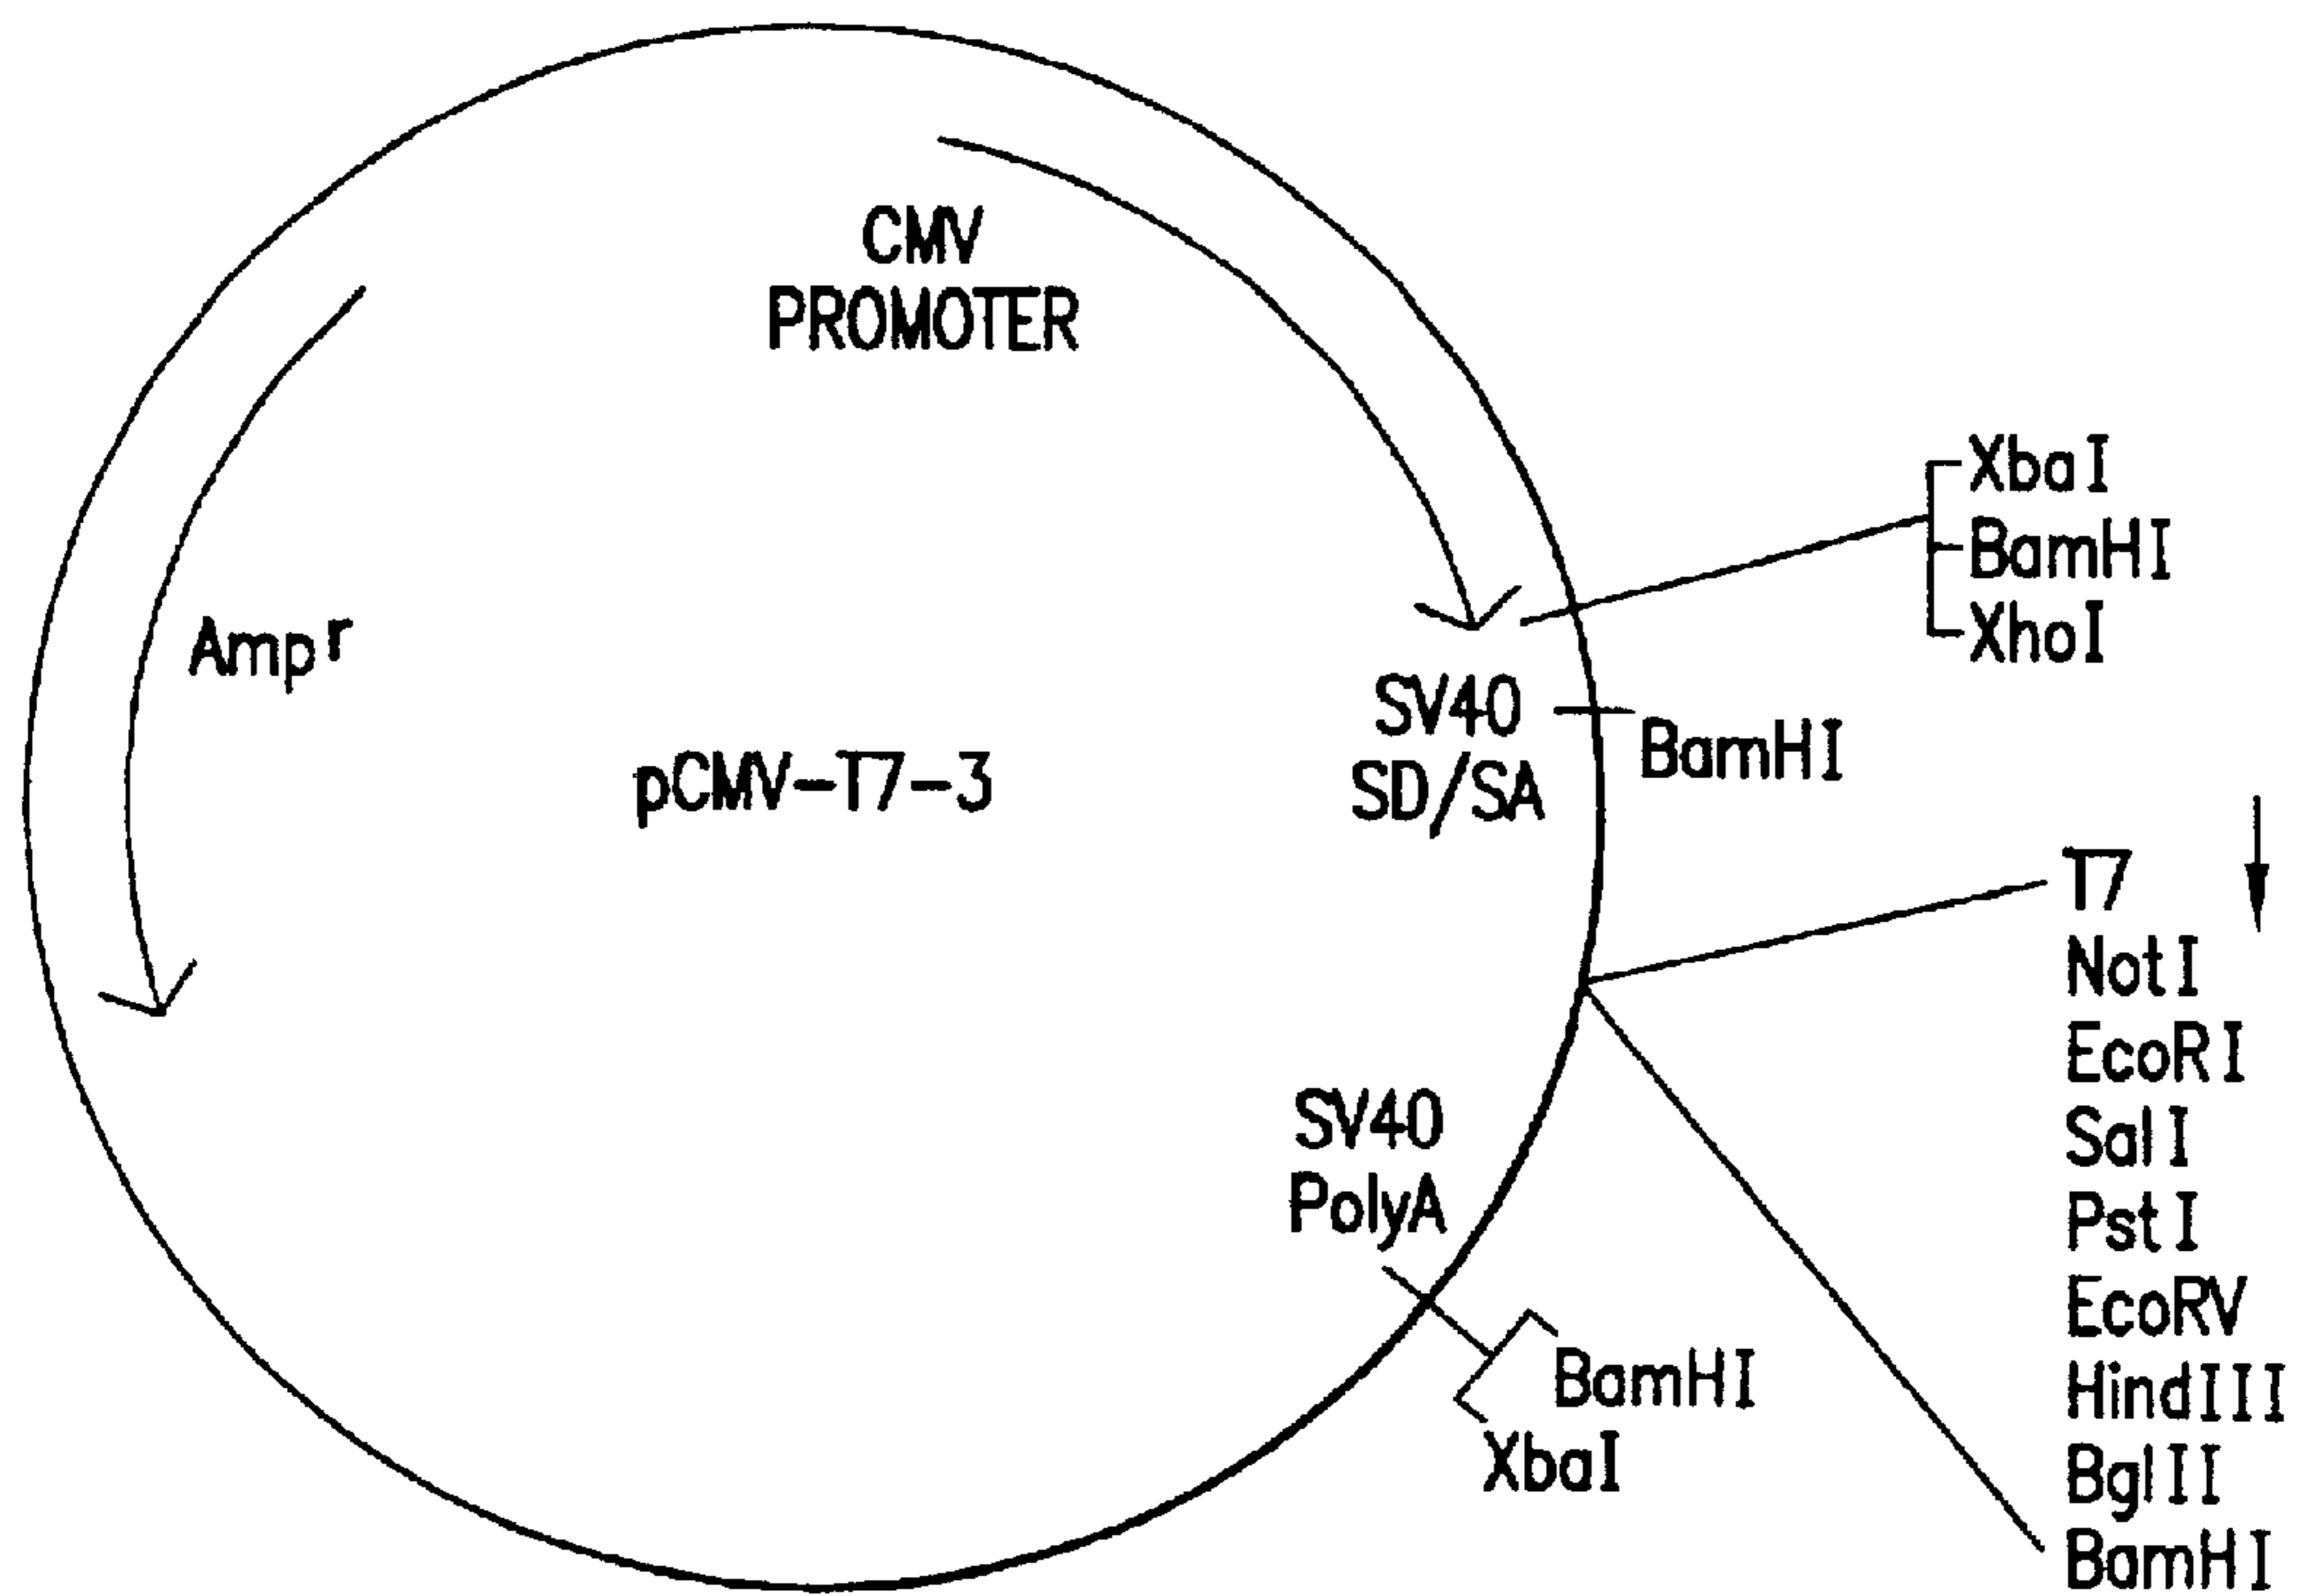 CMV
PROMOTER
XbaI
BamHI
XhoI
Ampʳ
SV40
SD/SA
BamHI
pCMV-T7-3
T7
NotI
EcoRI
SalI
PstI
EcoRV
HindIII
BglII
BamHI
SV40
PolyA
BamHI
XbaI